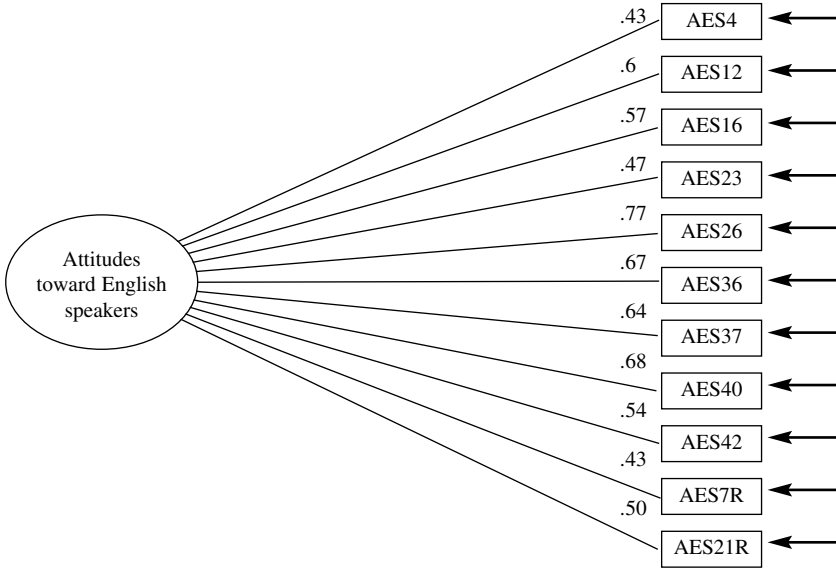 Attitudes
toward English
speakers
.43
AES4
.6
AES12
.57
AES16
.47
AES23
.77
AES26
.67
AES36
.64
AES37
.68
AES40
.54
AES42
.43
AES7R
.50
AES21R